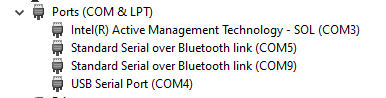 Ports (COM & LPT)
Intel(R) Active Management Technology - SOL (COM3)
Standard Serial over Bluetooth link (COM5)
Standard Serial over Bluetooth link (COM9)
USB Serial Port (COM4)